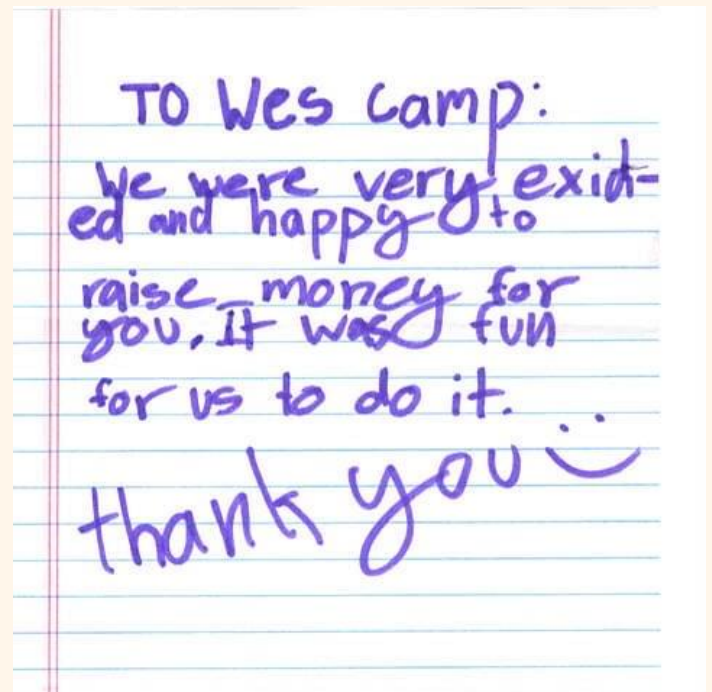 TO Wes Camp:
We were very exid-
ed and happy to
raise money for
you. It was fun
for us to do it.
thank you